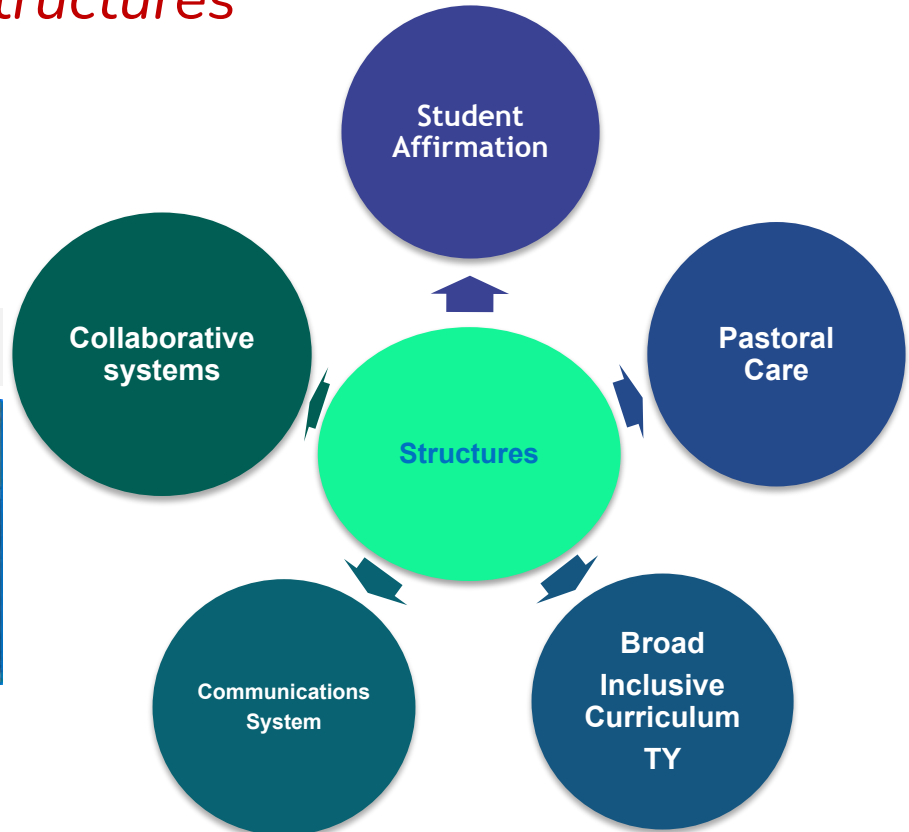 tructures
Student
Affirmation
Collaborative
systems
Pastoral
Care
Structures
Communications
System
Broad
Inclusive
Curriculum
TY